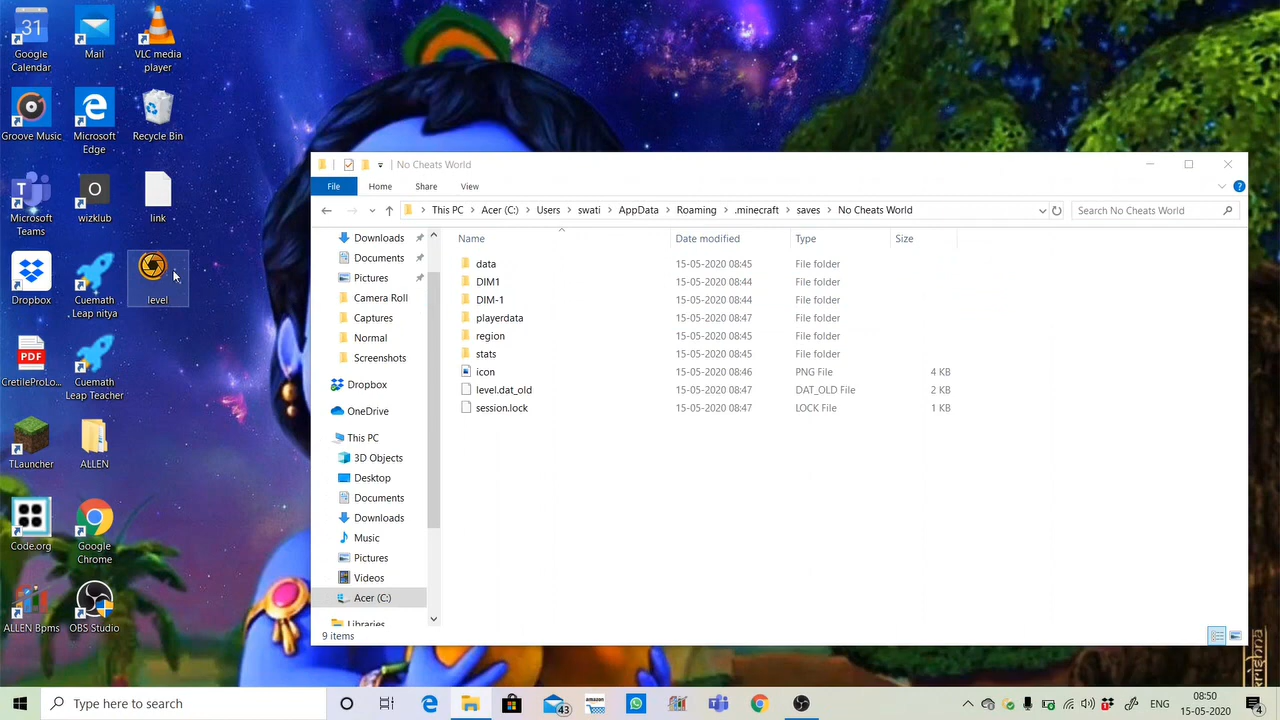 31
Google
Calendar
Mail
VLC media
player
Groove Music
Microsoft
Edge
Recycle Bin
Microsoft
Teams
O
wizklub
link
Dropbox
Cuemath
Leap nitya
level
PDF
CretileProLo...
Cuemath
Leap Teacher
TLauncher
ALLEN
Code.org
Google
Chrome
ALLEN Bpms
OBS Studio
No Cheats World
File
Home
Share
View
This PC
Acer (C:)
Users
swati
AppData
Roaming
.minecraft
saves
No Cheats World
Search No Cheats World
Downloads
Documents
Pictures
Camera Roll
Captures
Normal
Screenshots
Dropbox
OneDrive
This PC
3D Objects
Desktop
Documents
Downloads
Music
Pictures
Videos
Acer (C:)
Libraries
Name Date modified Type Size
data 15-05-2020 08:45 File folder
DIM1 15-05-2020 08:44 File folder
DIM-1 15-05-2020 08:44 File folder
playerdata 15-05-2020 08:47 File folder
region 15-05-2020 08:45 File folder
stats 15-05-2020 08:45 File folder
icon 15-05-2020 08:46 PNG File 4 KB
level.dat_old 15-05-2020 08:47 DAT_OLD File 2 KB
session.lock 15-05-2020 08:47 LOCK File 1 KB
9 items
krishna
Type here to search
43
amazon
ENG
08:50
15-05-2020
4